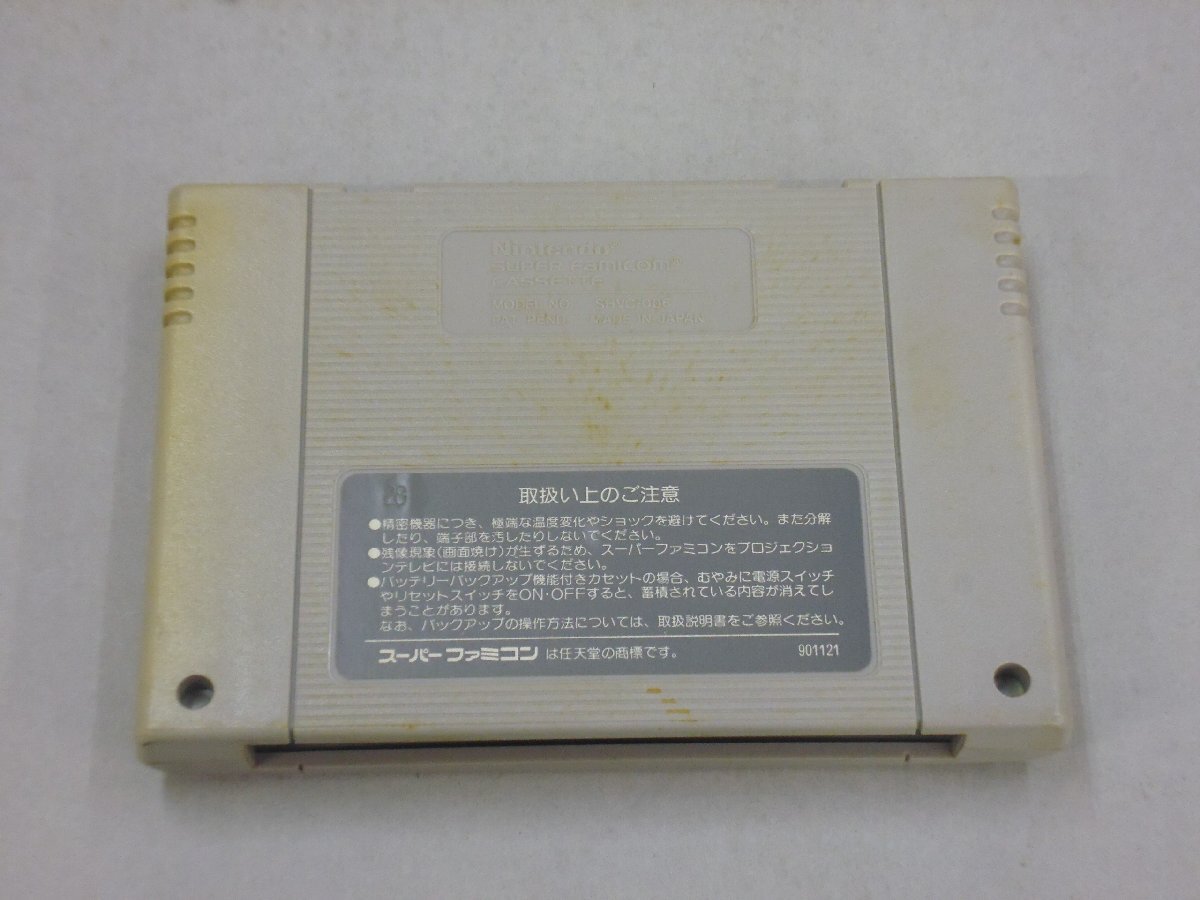 Nintendo®
SUPER FAMICOM®
CASSETTE
MODEL NO. SHVC-006
PAT. PEND. MADE IN JAPAN
取扱い上のご注意
●精密機器につき、極端な温度変化やショックを避けてください。また分解
したり、端子部を汚したりしないでください。
●残像現象(画面焼け)が生ずるため、スーパーファミコンをプロジェクショ
ンテレビには接続しないでください。
●バッテリーバックアップ機能付きカセットの場合、むやみに電源スイッチ
やリセットスイッチをON・OFFすると、蓄積されている内容が消えてし
まうことがあります。
なお、バックアップの操作方法については、取扱説明書をご参照ください。
スーパーファミコン は任天堂の商標です。 901121